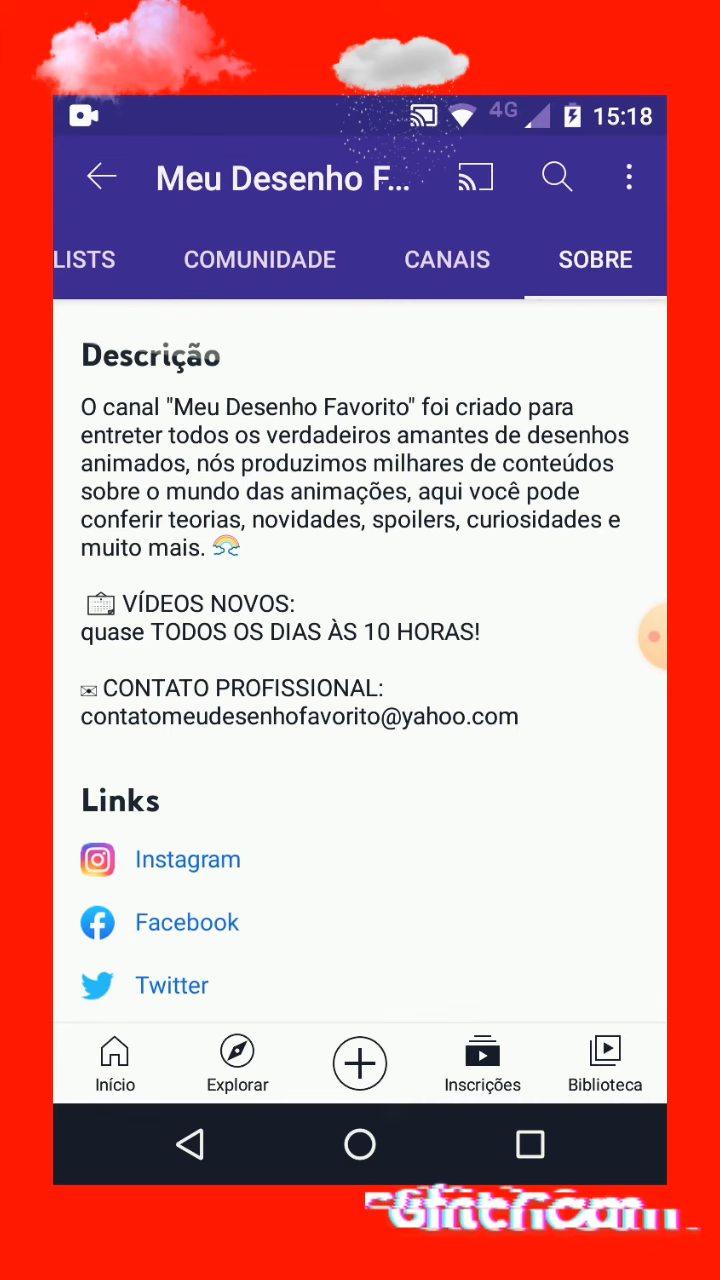 4G 15:18
Meu Desenho F...
LISTS COMUNIDADE CANAIS SOBRE
Descrição
O canal "Meu Desenho Favorito" foi criado para
entreter todos os verdadeiros amantes de desenhos
animados, nós produzimos milhares de conteúdos
sobre o mundo das animações, aqui você pode
conferir teorias, novidades, spoilers, curiosidades e
muito mais.
VÍDEOS NOVOS:
quase TODOS OS DIAS ÀS 10 HORAS!
CONTATO PROFISSIONAL:
contatomeudesenhofavorito@yahoo.com
Links
Instagram
Facebook
Twitter
Início Explorar Inscrições Biblioteca